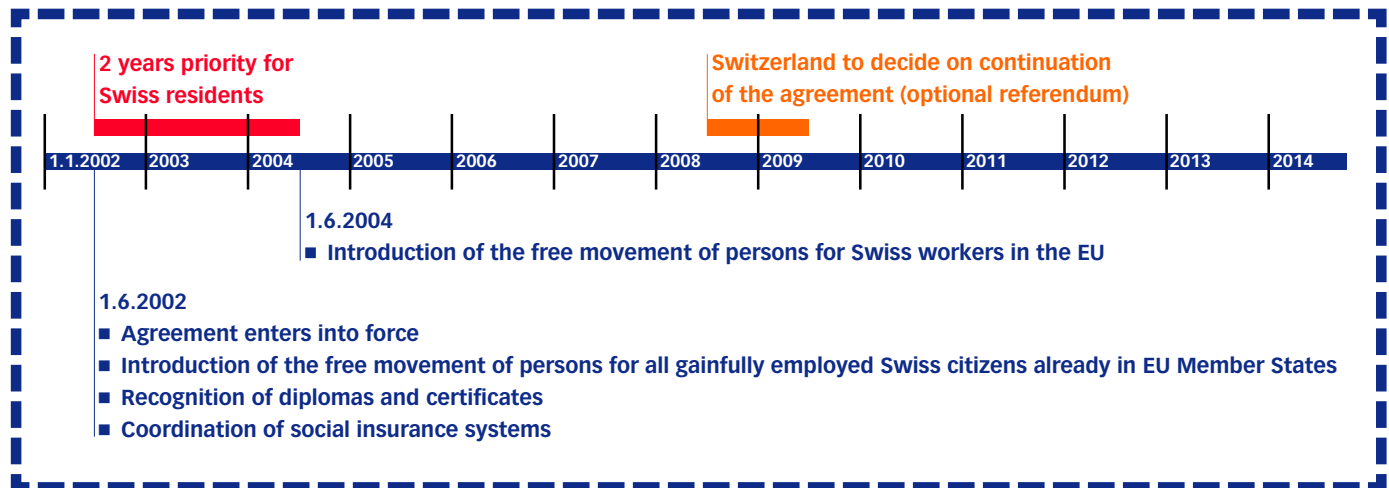 2 years priority for
Swiss residents
Switzerland to decide on continuation
of the agreement (optional referendum)
1.1.2002 2003 2004 2005 2006 2007 2008 2009 2010 2011 2012 2013 2014
1.6.2004
■ Introduction of the free movement of persons for Swiss workers in the EU
1.6.2002
■ Agreement enters into force
■ Introduction of the free movement of persons for all gainfully employed Swiss citizens already in EU Member States
■ Recognition of diplomas and certificates
■ Coordination of social insurance systems